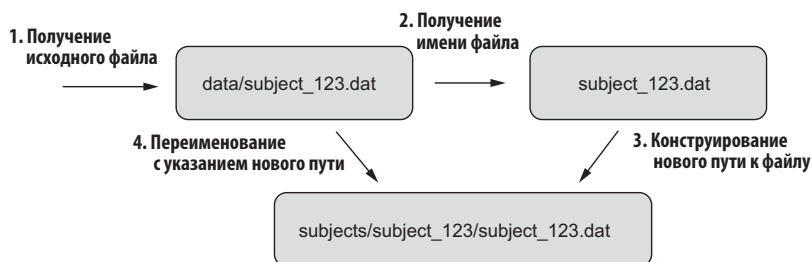 1. Получение
исходного файла
2. Получение
имени файла
data/subject_123.dat
subject_123.dat
4. Переименование
с указанием нового пути
3. Конструирование
нового пути к файлу
subjects/subject_123/subject_123.dat